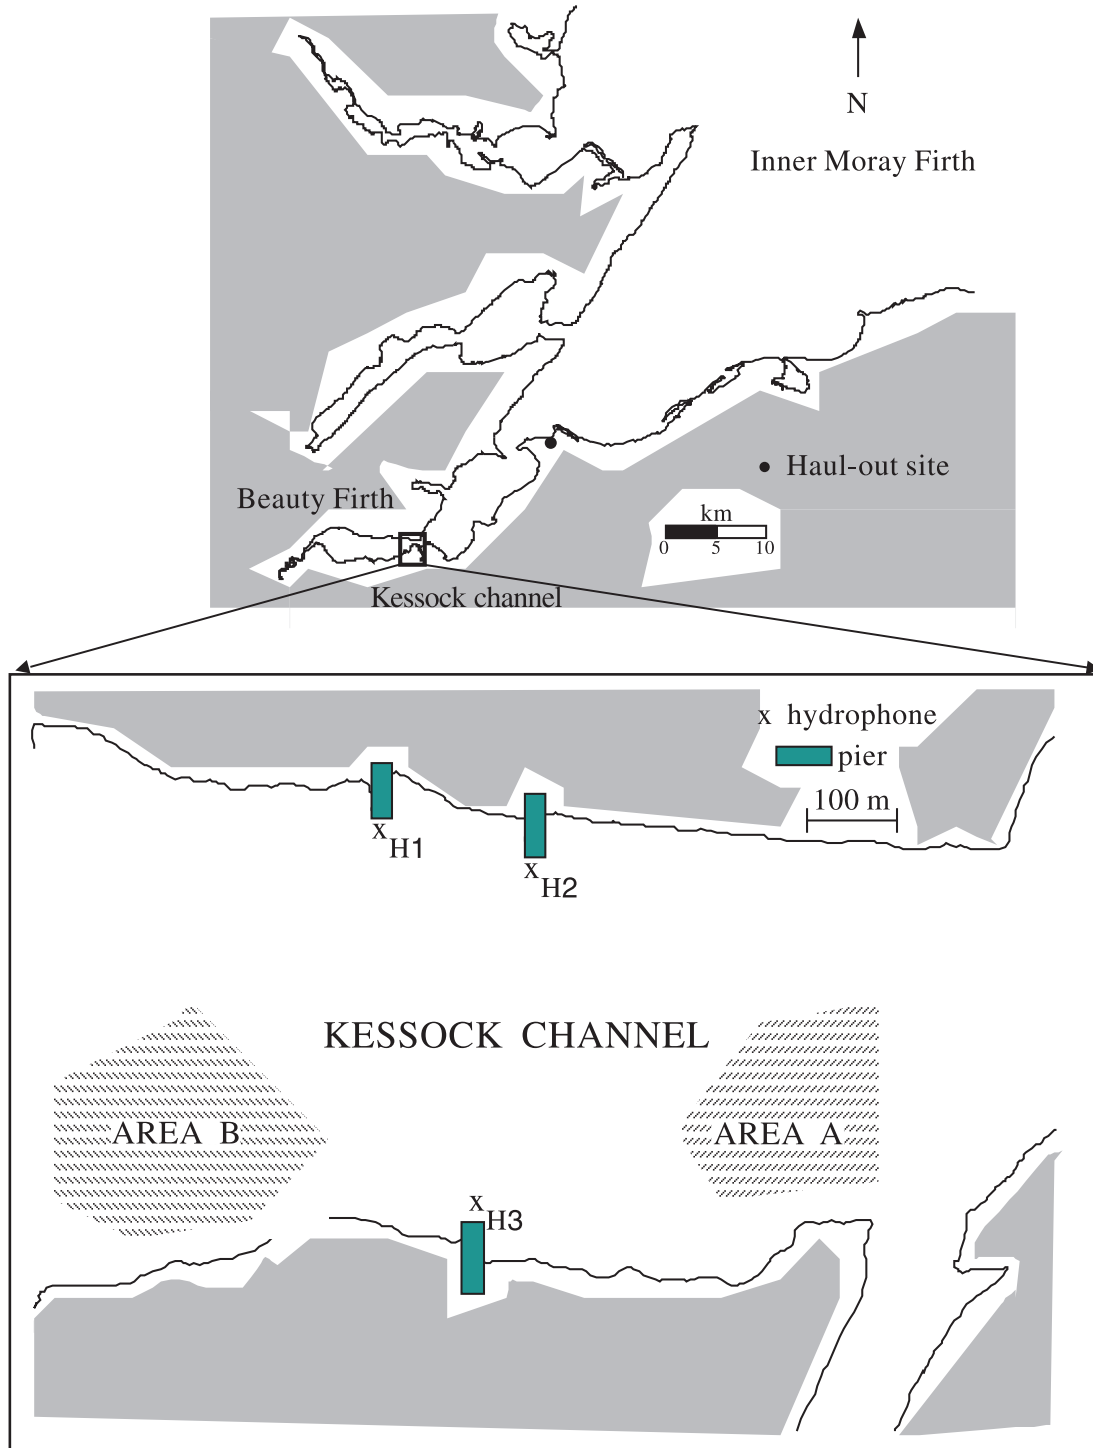 N
Inner Moray Firth
Haul-out site
Beauty Firth
km
0 5 10
Kessock channel
x hydrophone
pier
100 m
x
H1
x
H2
KESSOCK CHANNEL
AREA B
AREA A
x
H3